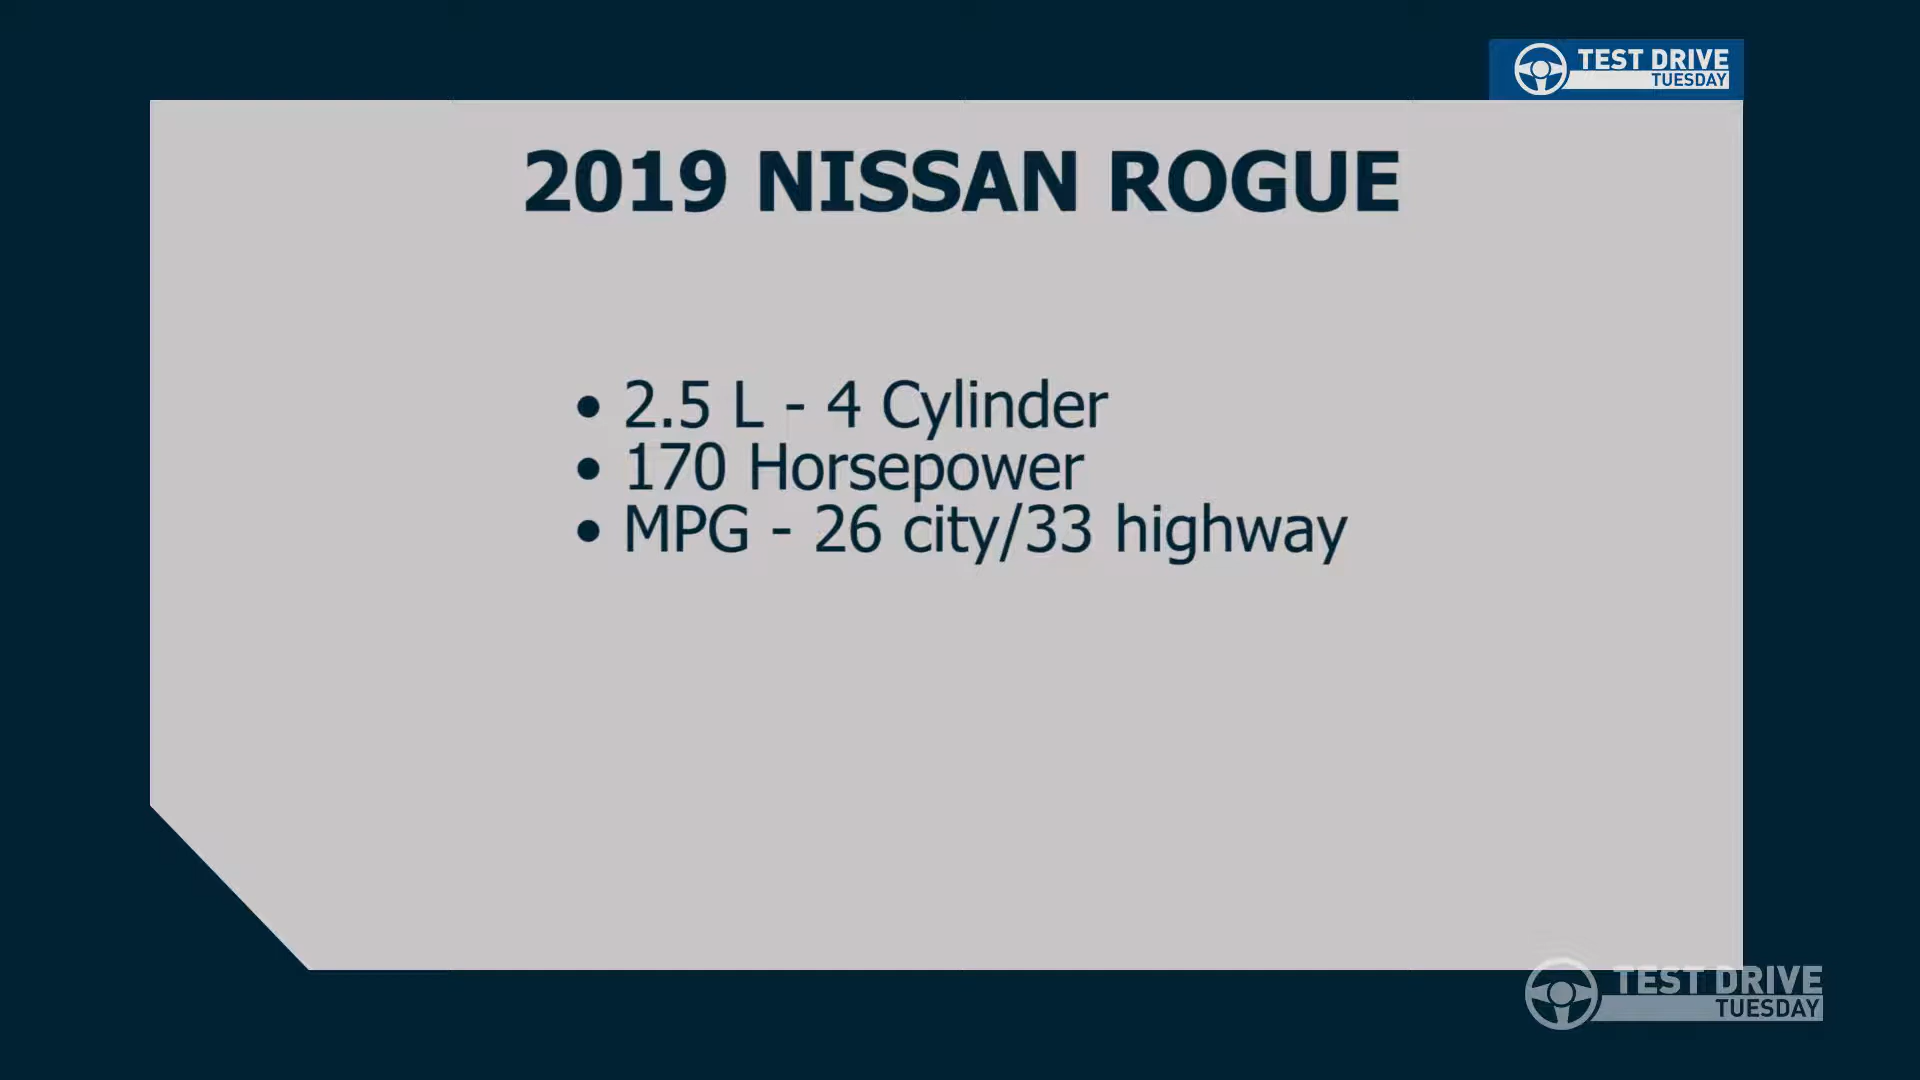 TEST DRIVE
TUESDAY
2019 NISSAN ROGUE
• 2.5 L - 4 Cylinder
• 170 Horsepower
• MPG - 26 city/33 highway
TEST DRIVE
TUESDAY